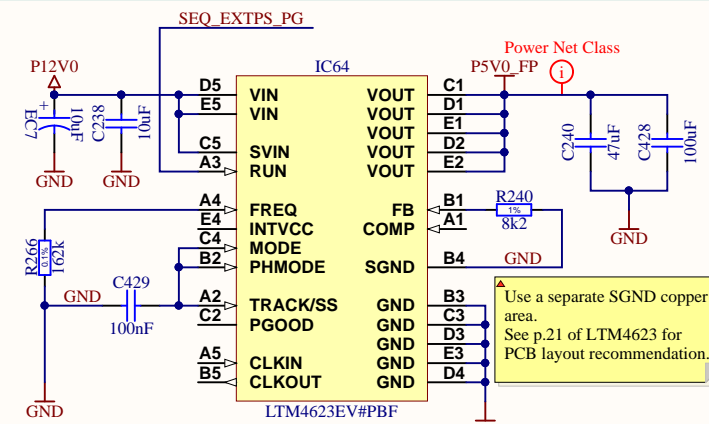 SEQ_EXTPS_PG
Power Net Class
P12V0
IC64
P5V0_FP
i
D5 VIN VOUT C1
E5 VIN VOUT D1
VOUT E1
C5 SVIN VOUT D2
A3 RUN VOUT E2
+
EC7 10uF
C238 10uF
C240 47uF
C428 100uF
GND
GND
GND
A4 FREQ FB B1
R240
1%
8k2
E4 INTVCC COMP A1
C4 MODE
B2 PHMODE SGND B4
GND
R266 0.1% 162k
C429
GND
100nF
A2 TRACK/SS GND B3
C2 PGOOD GND C3
GND D3
A5 CLKIN GND E3
B5 CLKOUT GND D4
Use a separate SGND copper
area.
See p.21 of LTM4623 for
PCB layout recommendation.
GND
LTM4623EV#PBF